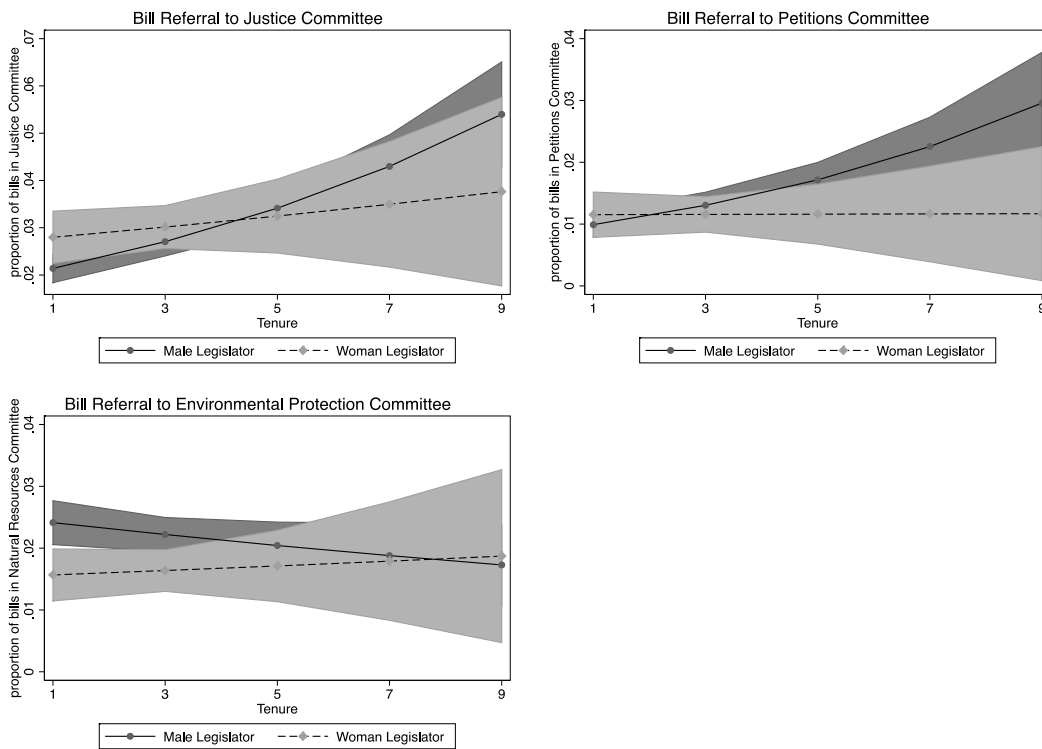 Bill Referral to Justice Committee
proportion of bills in Justice Committee
.07
.06
.05
.04
.03
.02
1 3 5 7 9
Tenure
Male Legislator Woman Legislator
Bill Referral to Petitions Committee
proportion of bills in Petitions Committee
.04
.03
.02
.01
0
1 3 5 7 9
Tenure
Male Legislator Woman Legislator
Bill Referral to Environmental Protection Committee
proportion of bills in Natural Resources Committee
.04
.03
.02
.01
0
1 3 5 7 9
Tenure
Male Legislator Woman Legislator